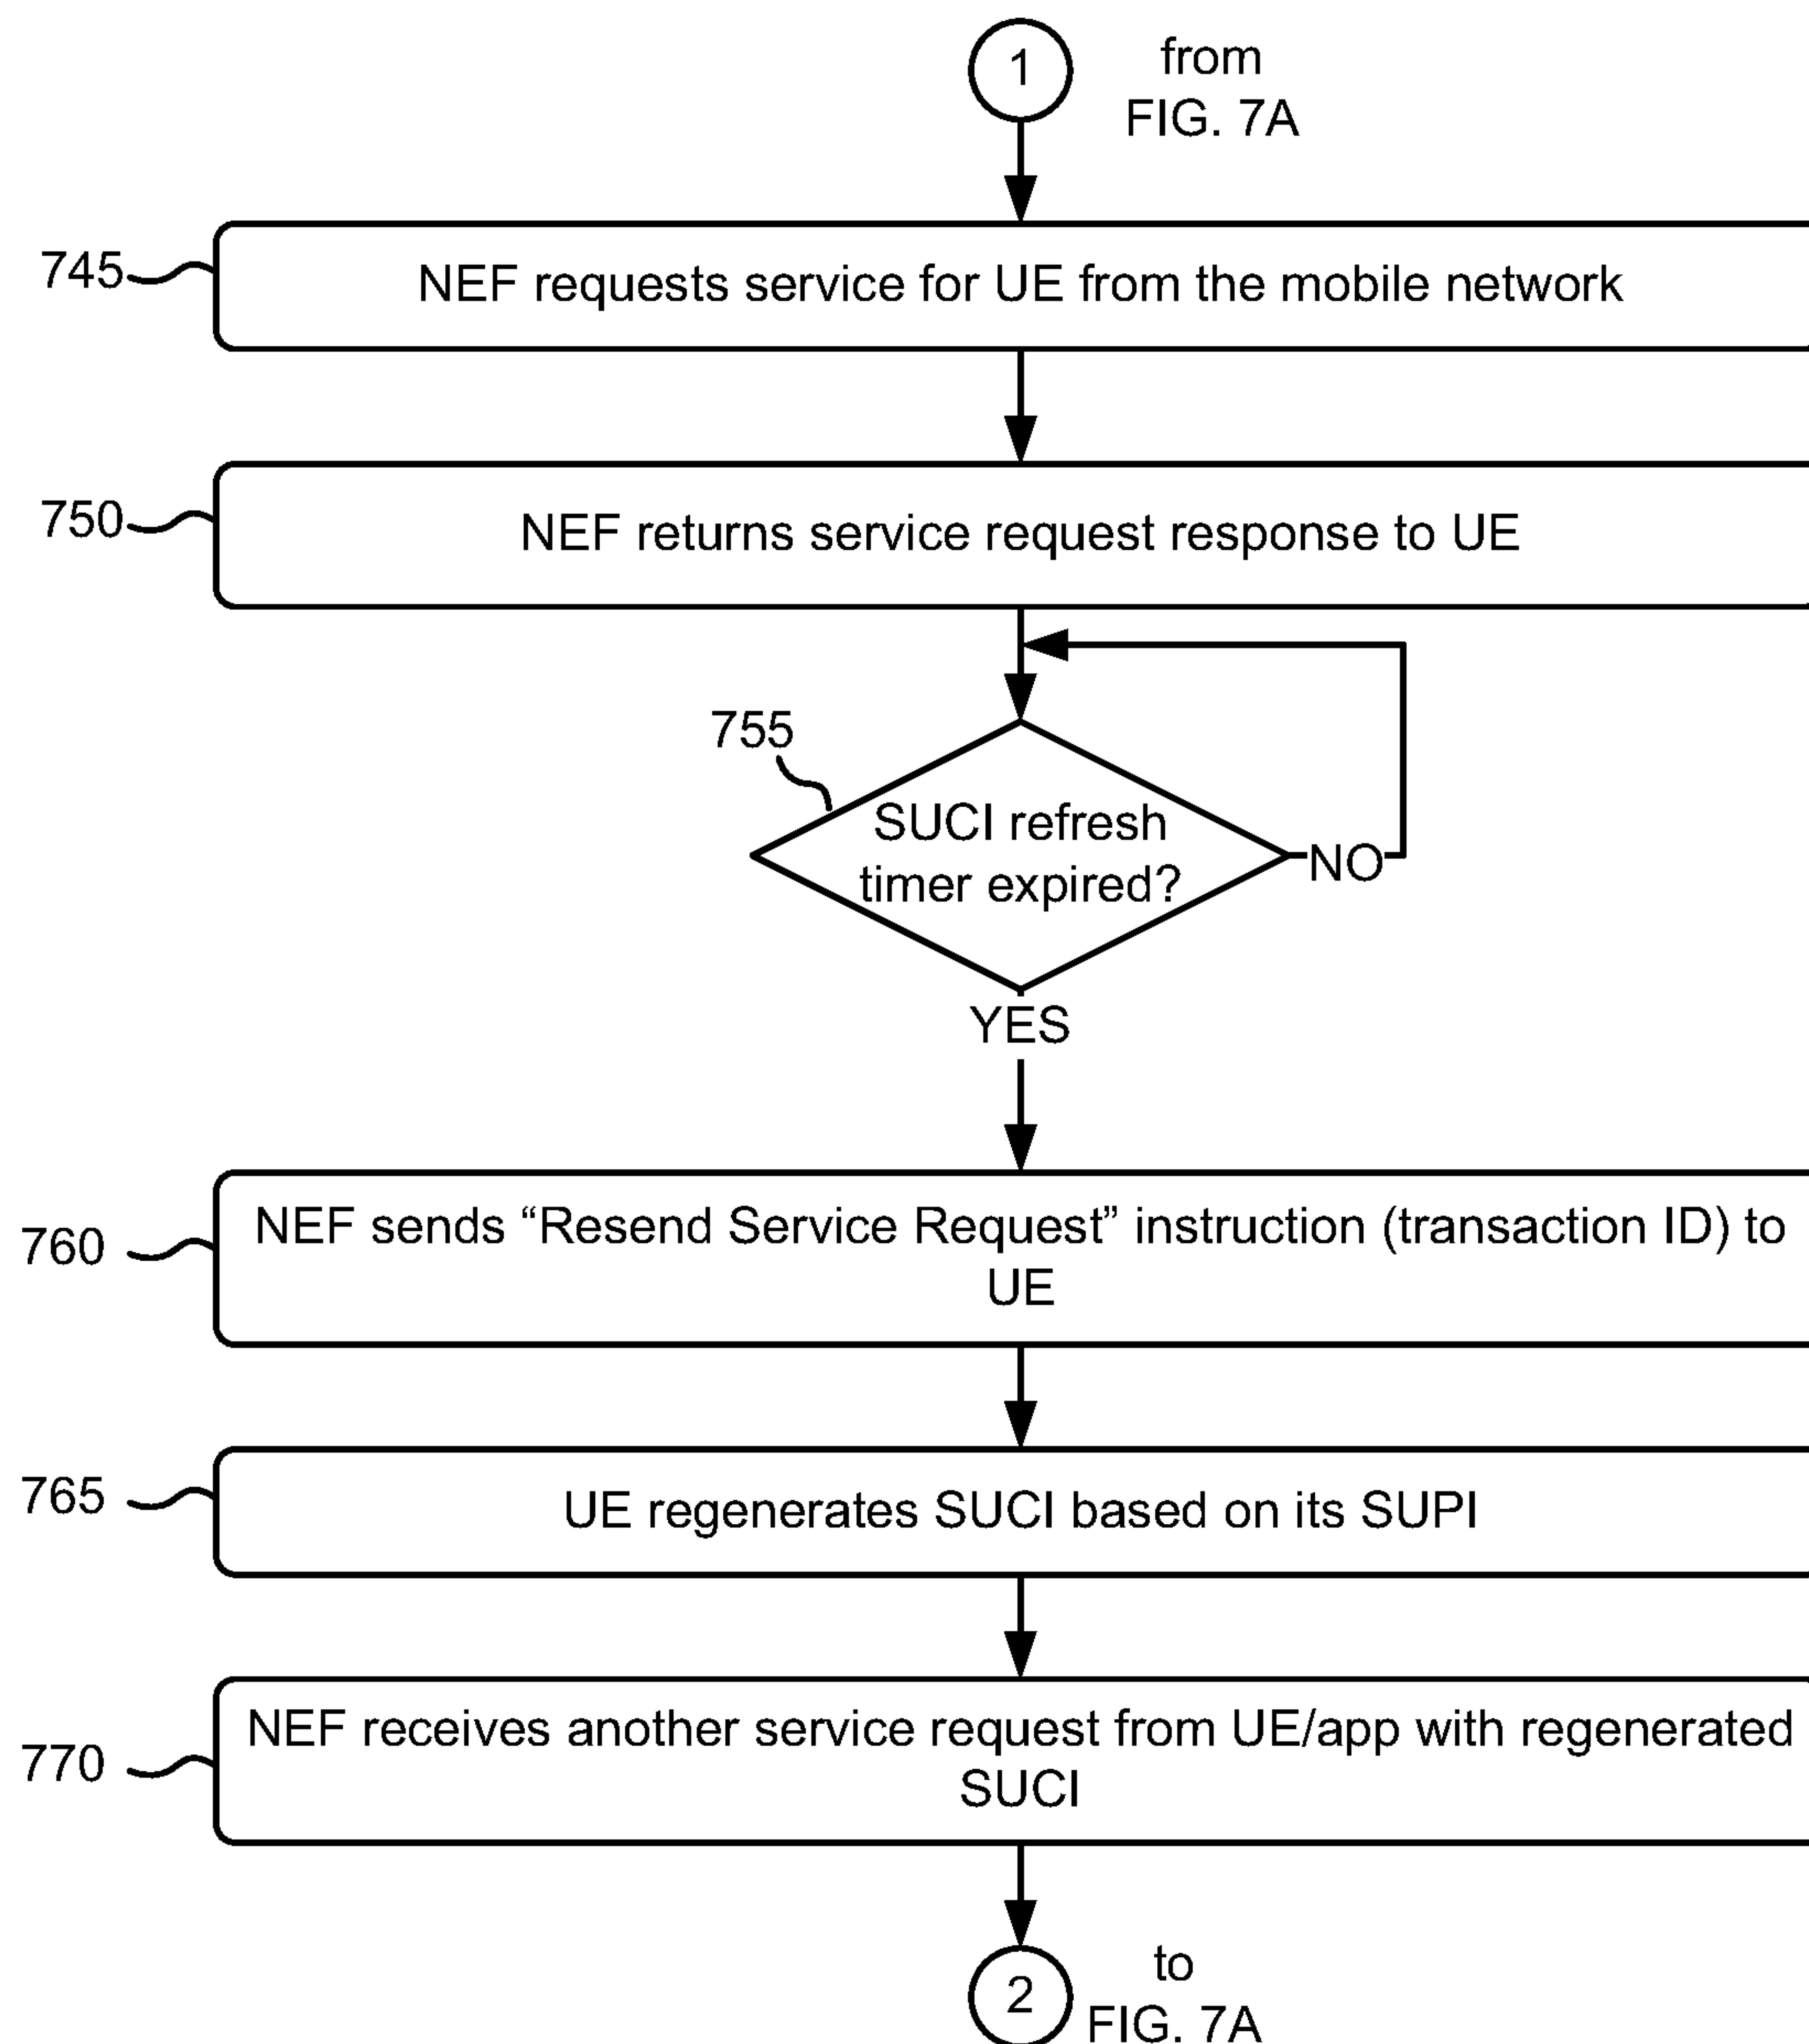 1
from
FIG. 7A
745
NEF requests service for UE from the mobile network
750
NEF returns service request response to UE
755
SUCI refresh
timer expired?
NO
YES
760
NEF sends “Resend Service Request” instruction (transaction ID) to
UE
765
UE regenerates SUCI based on its SUPI
770
NEF receives another service request from UE/app with regenerated
SUCI
2
to
FIG. 7A